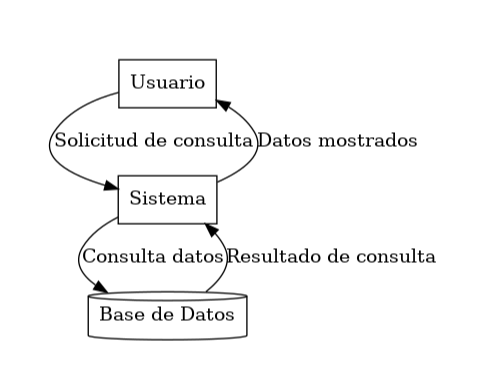 Usuario
Solicitud de consulta
Datos mostrados
Sistema
Consulta datos
Resultado de consulta
Base de Datos